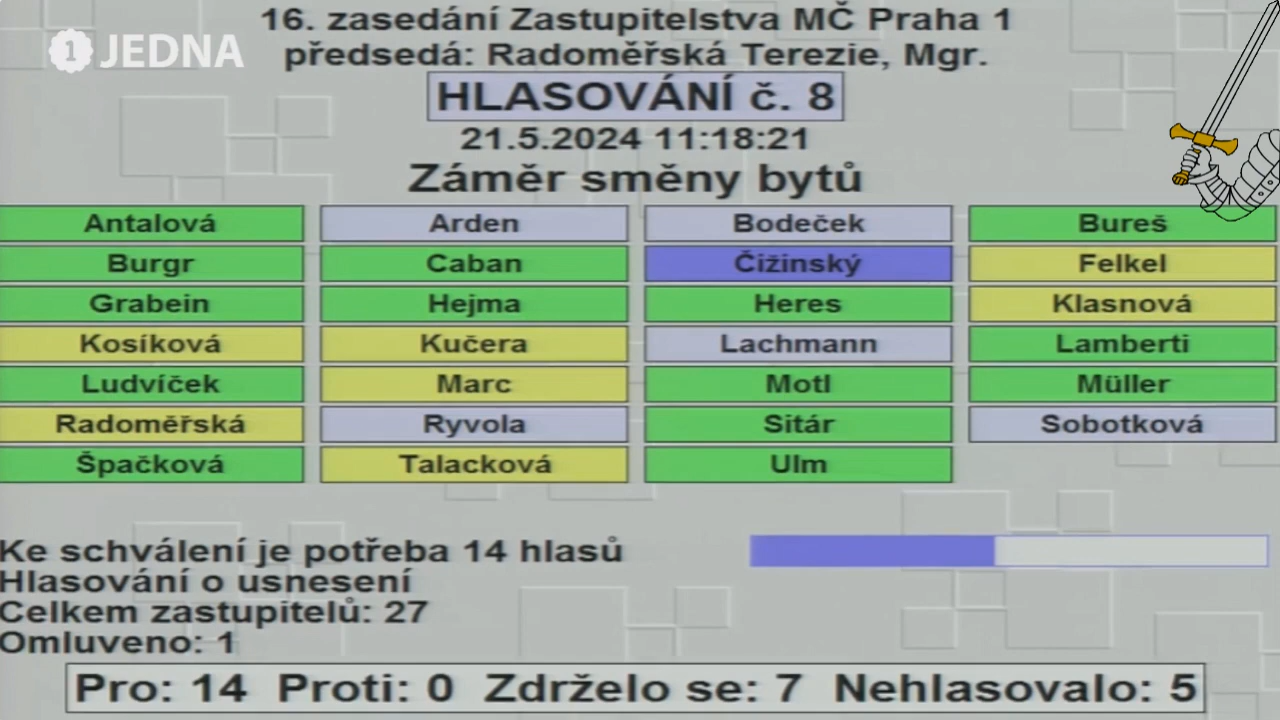 16. zasedání Zastupitelstva MČ Praha 1
1 JEDNA
předsedá: Radoměřská Terezie, Mgr.
HLASOVÁNÍ č. 8
21.5.2024 11:18:21
Záměr směny bytů
Antalová Arden Bodeček Bureš
Burgr Caban Čižinský Felkel
Grabein Hejma Heres Klasnová
Kosíková Kučera Lachmann Lamberti
Ludvíček Marc Motl Müller
Radoměřská Ryvola Sitár Sobotková
Špačková Talacková Ulm
Ke schválení je potřeba 14 hlasů
Hlasování o usnesení
Celkem zastupitelů: 27
Omluveno: 1
Pro: 14 Proti: 0 Zdrželo se: 7 Nehlasovalo: 5